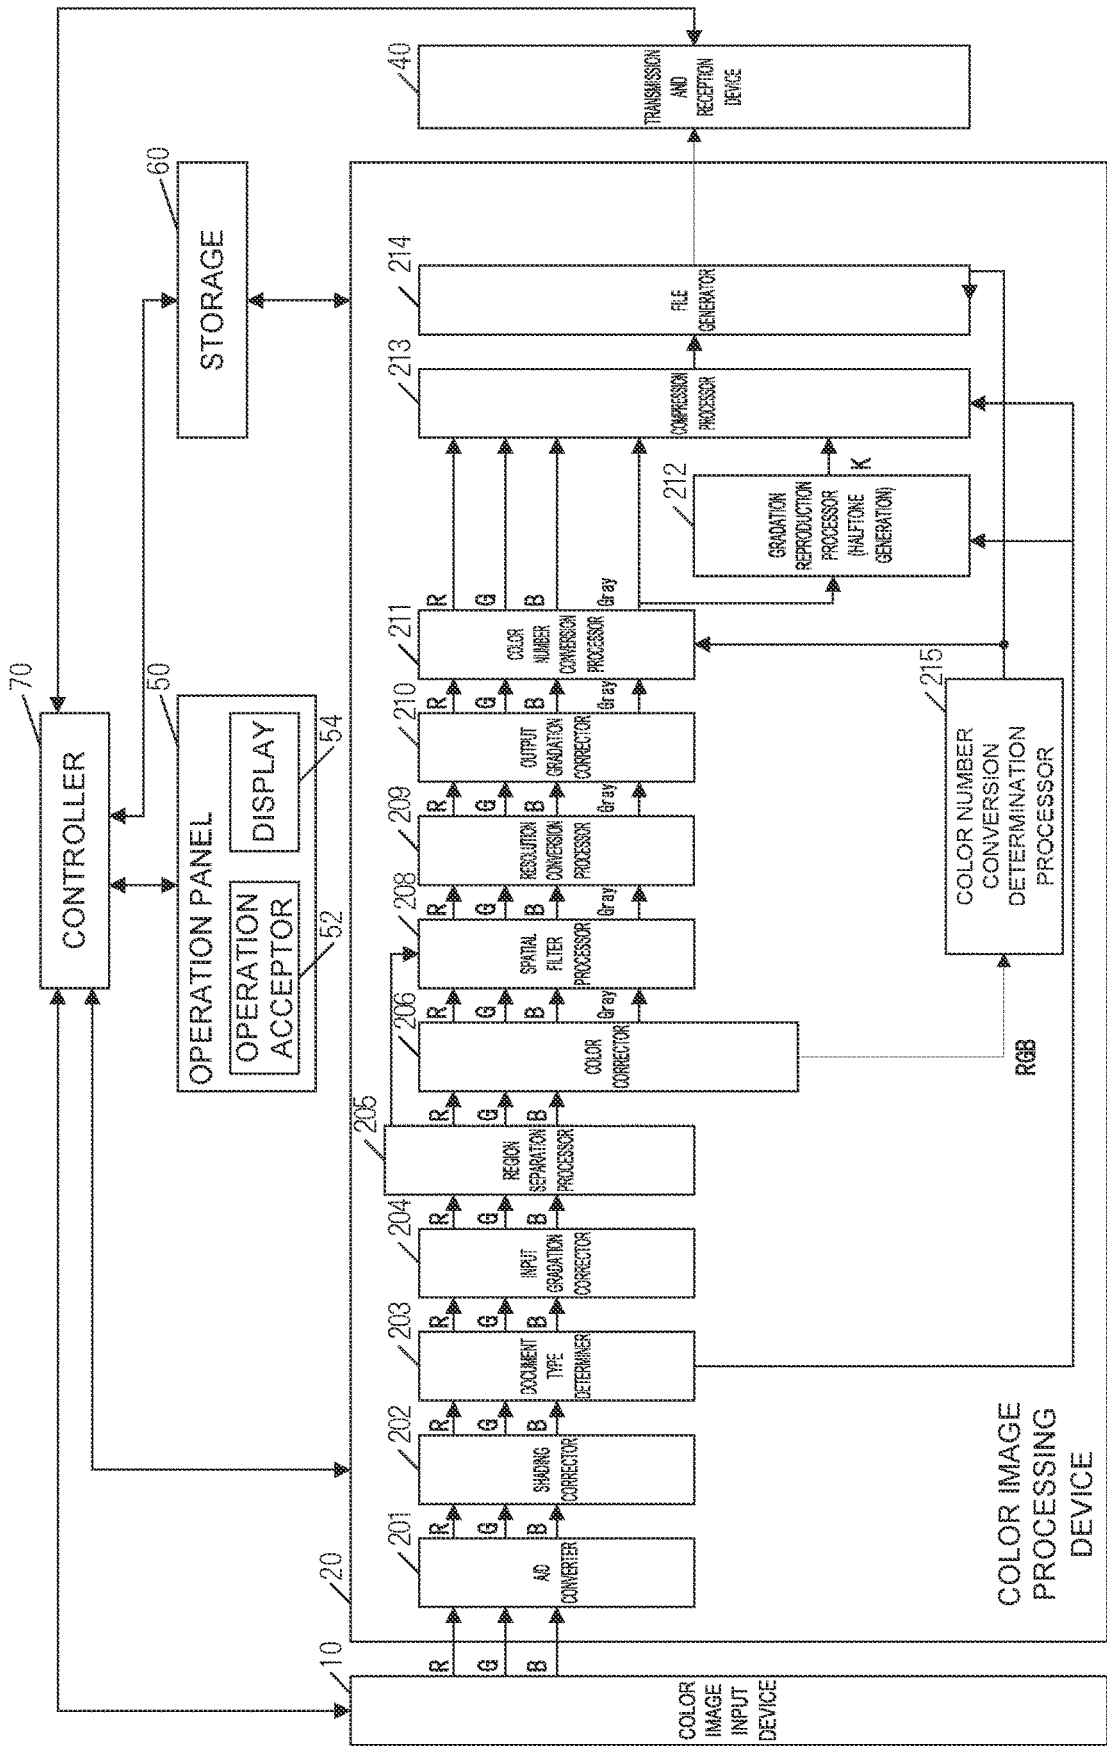 70
CONTROLLER
50
OPERATION PANEL
OPERATION
ACCEPTOR
52
DISPLAY
54
60
STORAGE
10
COLOR
IMAGE
INPUT
DEVICE
R
G
B
20
201
A/D
CONVERTER
R
G
B
202
SHADING
CORRECTOR
R
G
B
203
DOCUMENT
TYPE
DETERMINER
R
G
B
204
INPUT
GRADATION
CORRECTOR
R
G
B
205
REGION
SEPARATION
PROCESSOR
R
G
B
206
COLOR
CORRECTOR
R
G
B
Gray
208
SPATIAL
FILTER
PROCESSOR
R
G
B
Gray
209
RESOLUTION
CONVERSION
PROCESSOR
R
G
B
Gray
210
OUTPUT
GRADATION
CORRECTOR
R
G
B
Gray
211
COLOR
NUMBER
CONVERSION
PROCESSOR
R
G
B
Gray
212
GRADATION
REPRODUCTION
PROCESSOR
(HALFTONE
GENERATION)
K
213
COMPRESSION
PROCESSOR
214
FILE
GENERATOR
40
TRANSMISSION
AND
RECEPTION
DEVICE
RGB
215
COLOR NUMBER
CONVERSION
DETERMINATION
PROCESSOR
COLOR IMAGE
PROCESSING
DEVICE